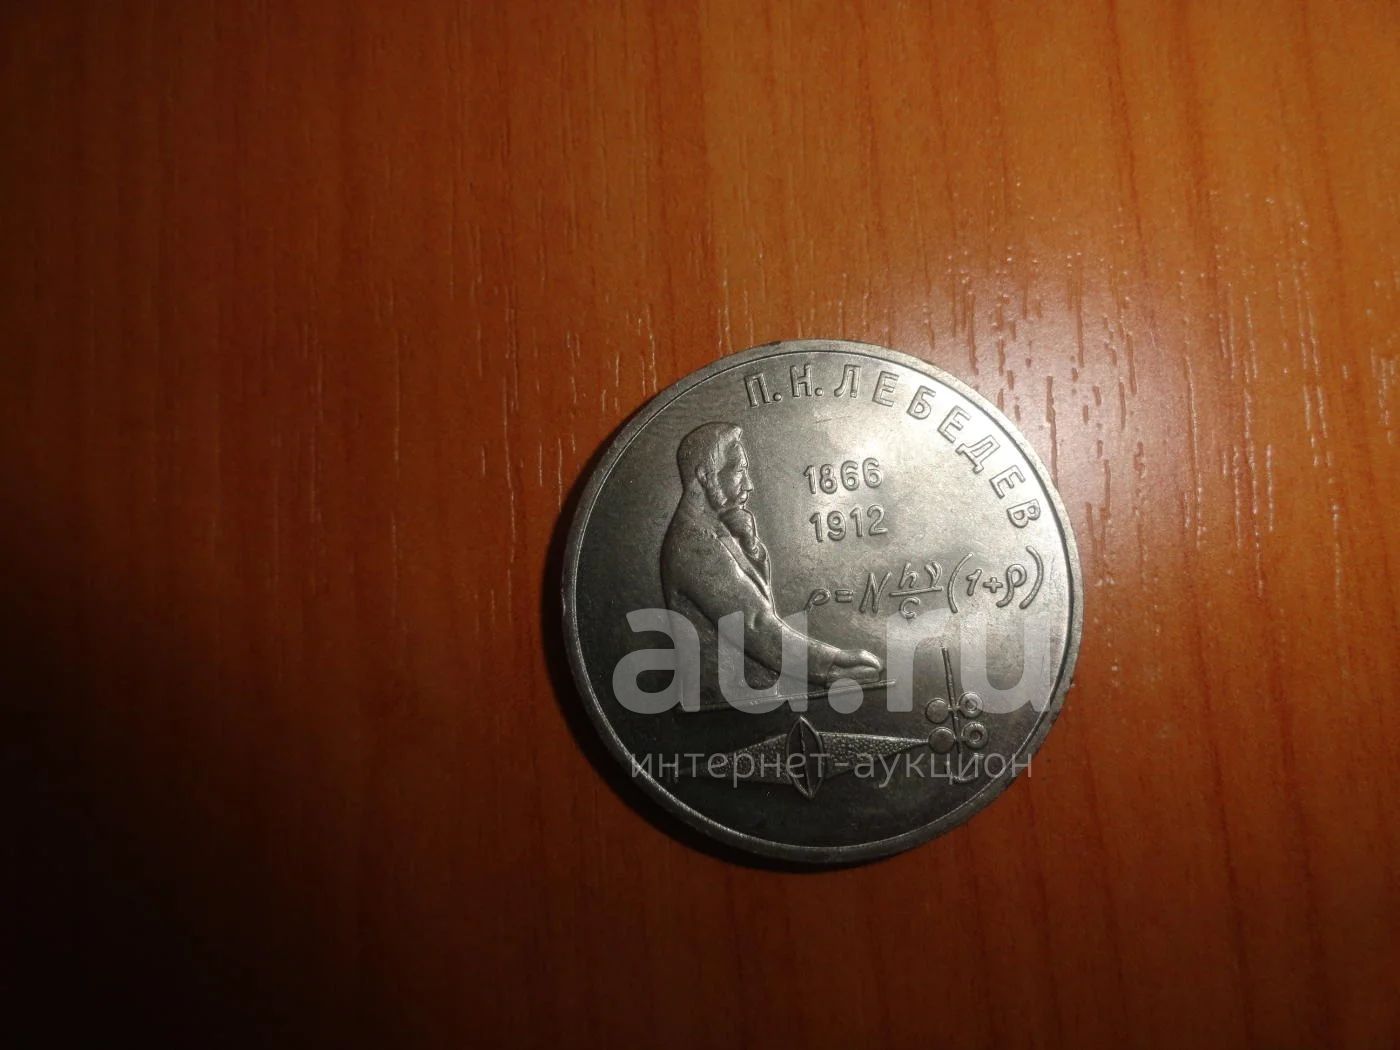 П.Н.ЛЕБЕДЕВ
1866
1912
ρ=N hν/c (1+ρ)
au.ru
интернет-аукцион